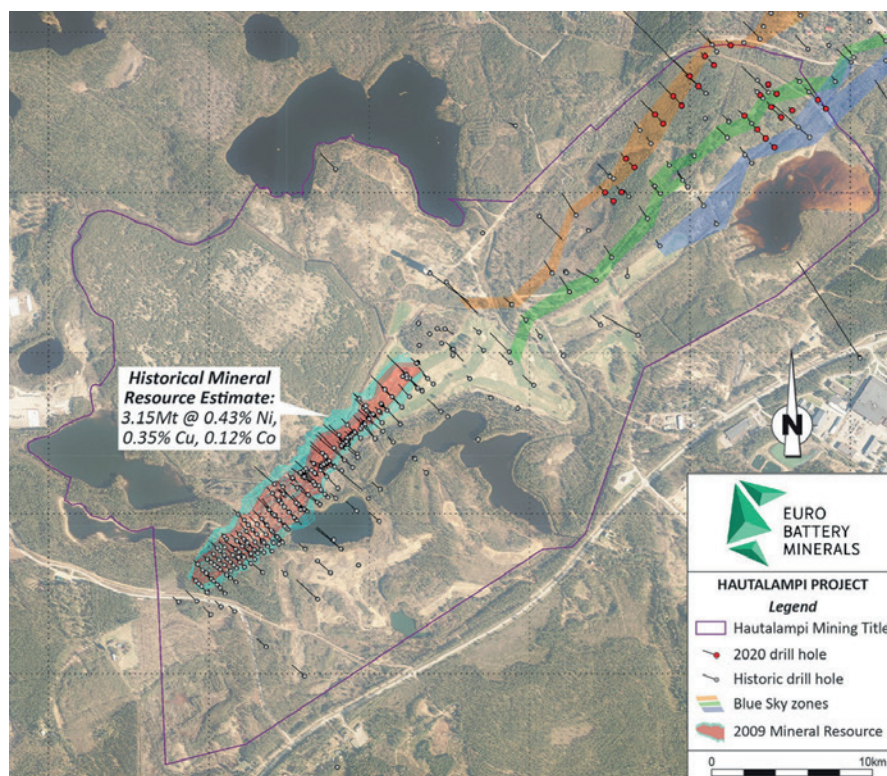 Historical Mineral
Resource Estimate:
3.15Mt @ 0.43% Ni,
0.35% Cu, 0.12% Co
N
EURO
BATTERY
MINERALS
HAUTALAMPI PROJECT
Legend
Hautalampi Mining Title
2020 drill hole
Historic drill hole
Blue Sky zones
2009 Mineral Resource
0 10km